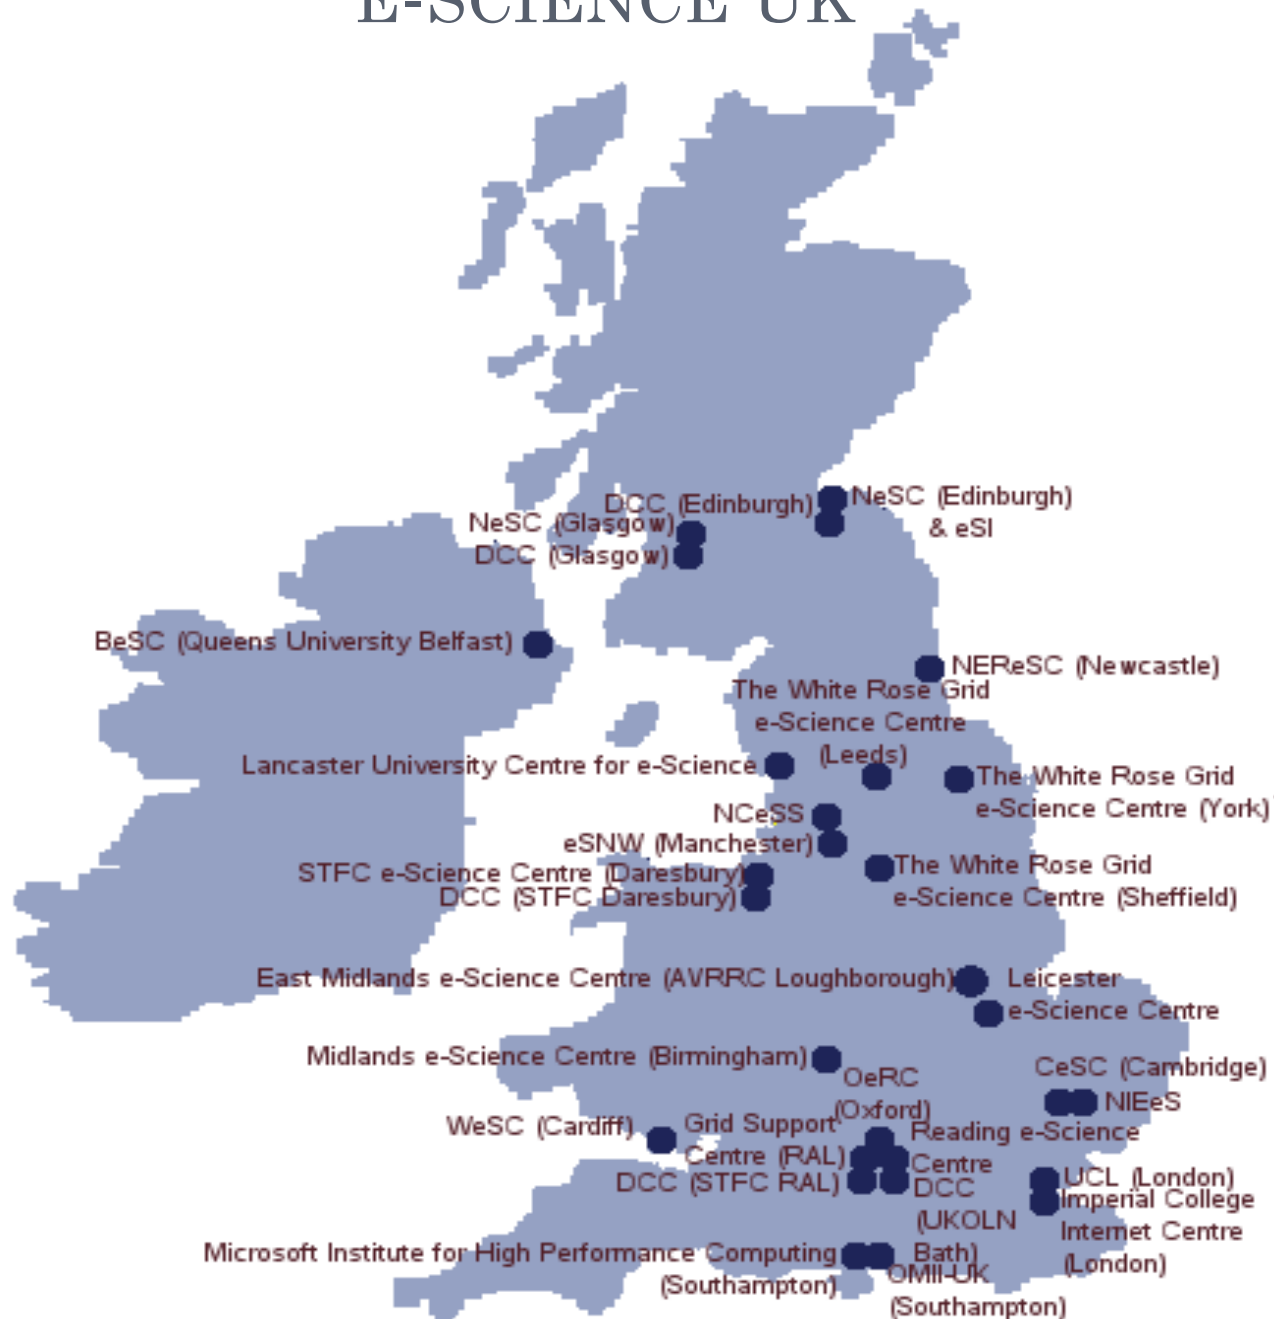 E-SCIENCE UK
DCC (Edinburgh)
NeSC (Edinburgh)
& eSI
NeSC (Glasgow)
DCC (Glasgow)
BeSC (Queens University Belfast)
NEReSC (Newcastle)
The White Rose Grid
e-Science Centre
(Leeds)
Lancaster University Centre for e-Science
The White Rose Grid
e-Science Centre (York)
NCeSS
eSNW (Manchester)
STFC e-Science Centre (Daresbury)
DCC (STFC Daresbury)
The White Rose Grid
e-Science Centre (Sheffield)
East Midlands e-Science Centre (AVRRC Loughborough)
Leicester
e-Science Centre
Midlands e-Science Centre (Birmingham)
OeRC
(Oxford)
CeSC (Cambridge)
NIEeS
WeSC (Cardiff)
Grid Support
Centre (RAL)
Reading e-Science
Centre
DCC (STFC RAL)
DCC
(UKOLN
Bath)
UCL (London)
Imperial College
Internet Centre
(London)
Microsoft Institute for High Performance Computing
(Southampton)
OMII-UK
(Southampton)